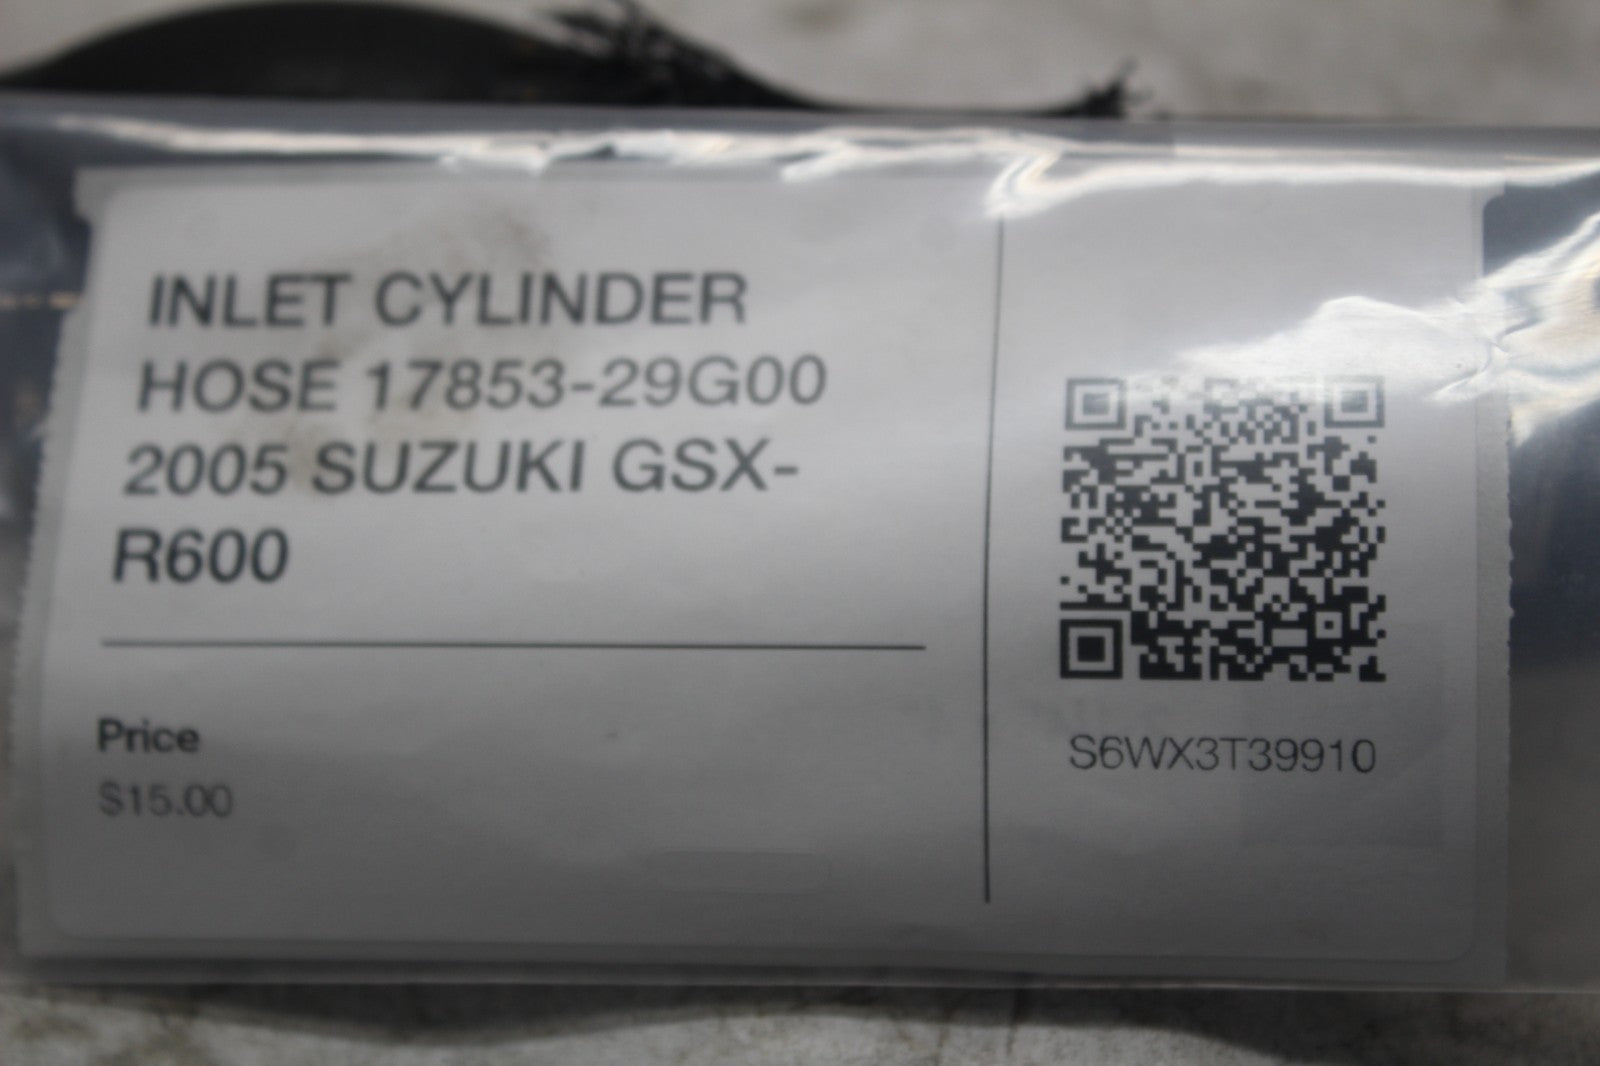 INLET CYLINDER
HOSE 17853-29G00
2005 SUZUKI GSX-
R600
Price
$15.00
S6WX3T39910